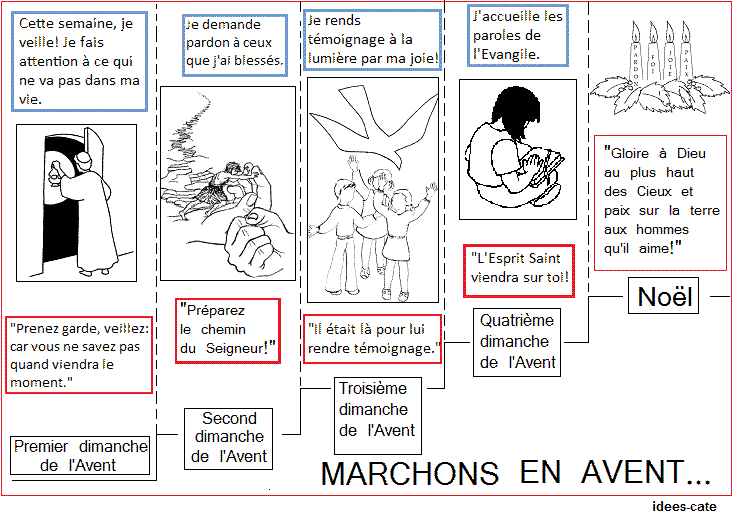 Cette semaine, je
veille! Je fais
attention à ce qui
ne va pas dans ma
vie.
"Prenez garde, veillez:
car vous ne savez pas
quand viendra le
moment."
Premier dimanche
de l'Avent
Je demande
pardon à ceux
que j'ai blessés.
"Préparez
le chemin
du Seigneur!"
Second
dimanche
de l'Avent
Je rends
témoignage à la
lumière par ma joie!
"Il était là pour lui
rendre témoignage."
Troisième
dimanche
de l'Avent
J'accueille les
paroles de
l'Evangile.
"L'Esprit Saint
viendra sur toi!
Quatrième
dimanche
de l'Avent
PARDON
FOI
JOIE
PAIX
"Gloire à Dieu
au plus haut
des Cieux et
paix sur la terre
aux hommes
qu'il aime!"
Noël
MARCHONS EN AVENT...
idees-cate